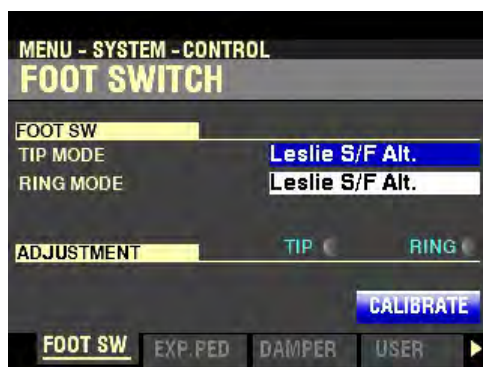 MENU - SYSTEM - CONTROL
FOOT SWITCH
FOOT SW
TIP MODE Leslie S/F Alt.
RING MODE Leslie S/F Alt.
ADJUSTMENT TIP RING
CALIBRATE
FOOT SW EXP.PED DAMPER USER